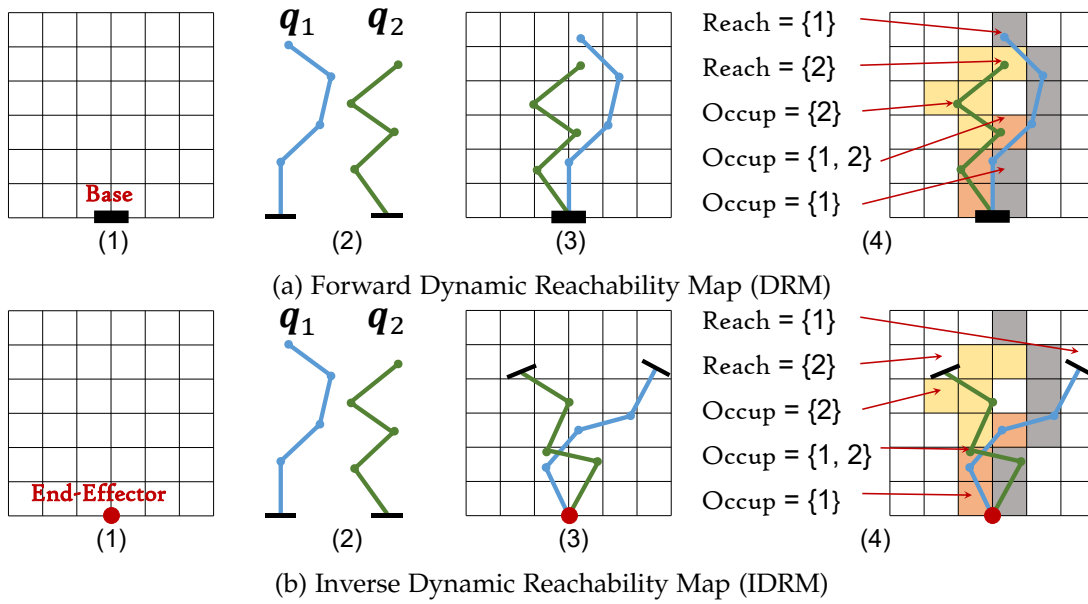 q1 q2
Reach = {1}
Reach = {2}
Occup = {2}
Occup = {1, 2}
Base
Occup = {1}
(1) (2) (3) (4)
(a) Forward Dynamic Reachability Map (DRM)
q1 q2
Reach = {1}
Reach = {2}
Occup = {2}
Occup = {1, 2}
End-Effector
Occup = {1}
(1) (2) (3) (4)
(b) Inverse Dynamic Reachability Map (IDRM)